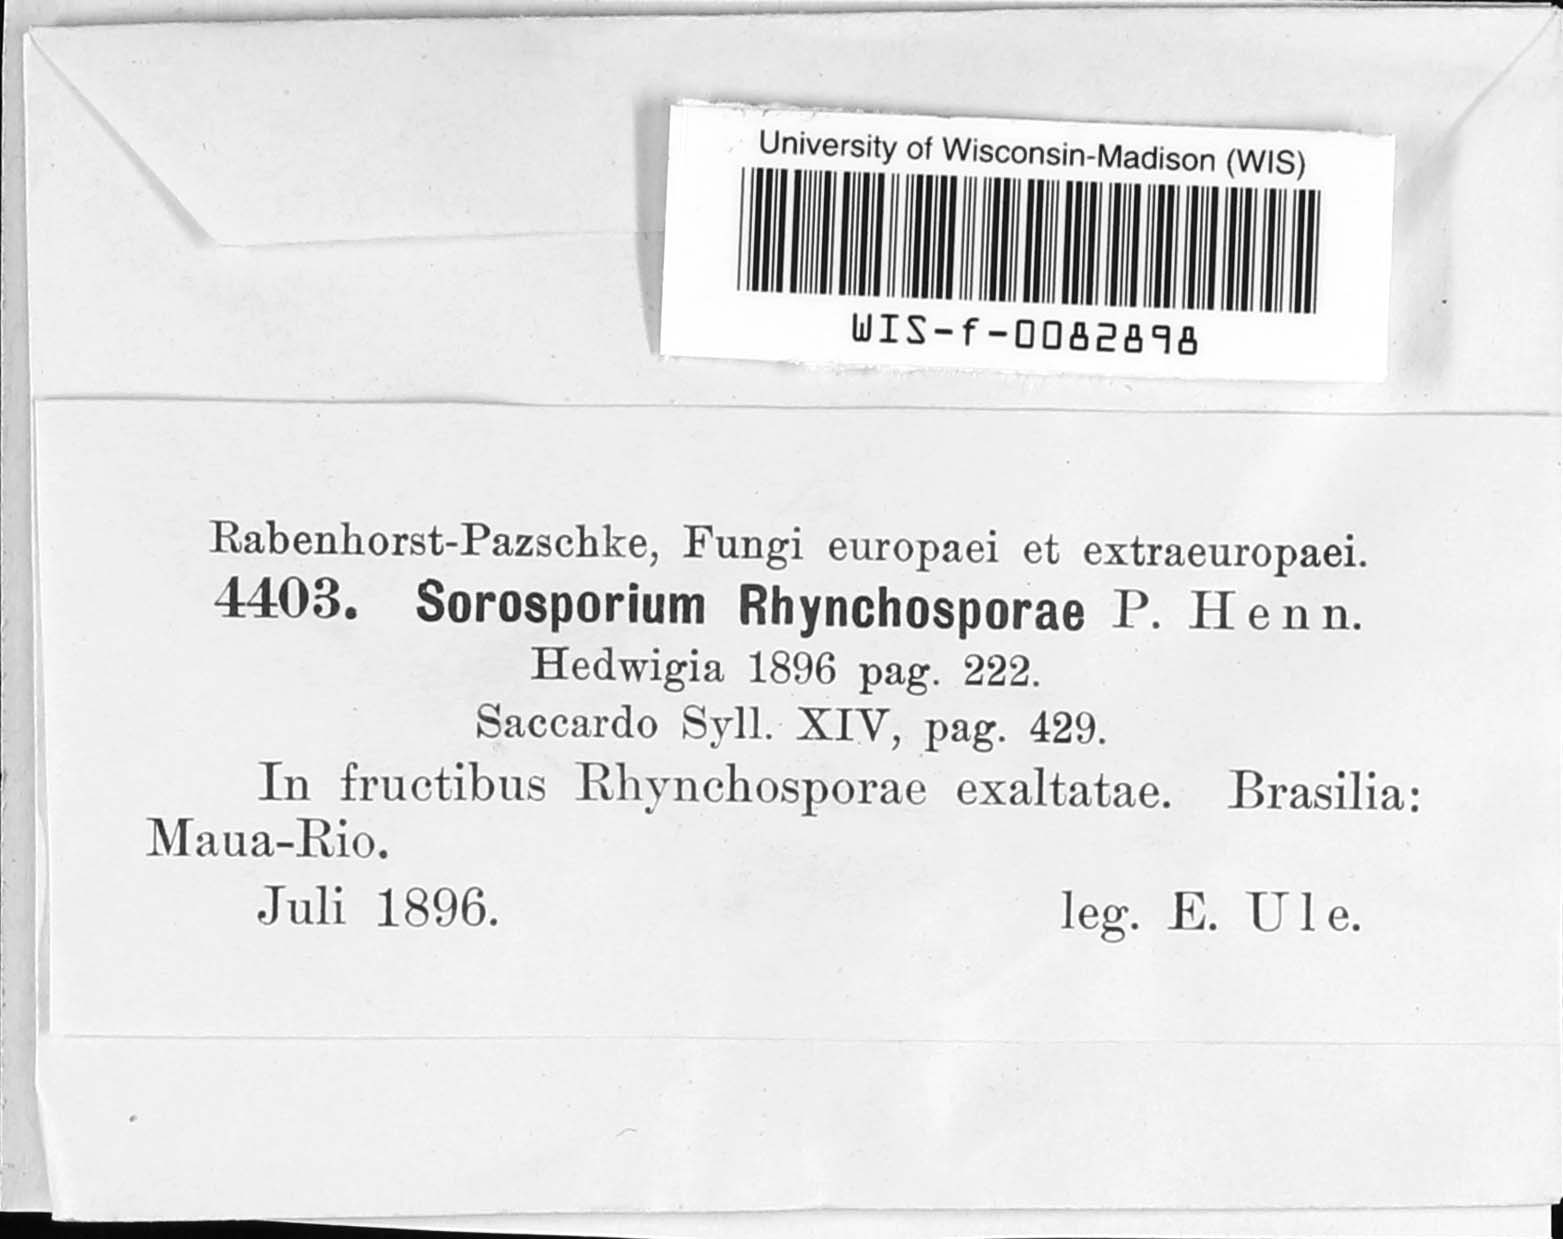 University of Wisconsin-Madison (WIS)
WIS-f-0082898
Rabenhorst-Pazschke, Fungi europaei et extraeuropaei.
4403. Sorosporium Rhynchosporae P. Henn.
Hedwigia 1896 pag. 222.
Saccardo Syll. XIV, pag. 429.
In fructibus Rhynchosporae exaltatae. Brasilia:
Maua-Rio.
Juli 1896. leg. E. Ule.